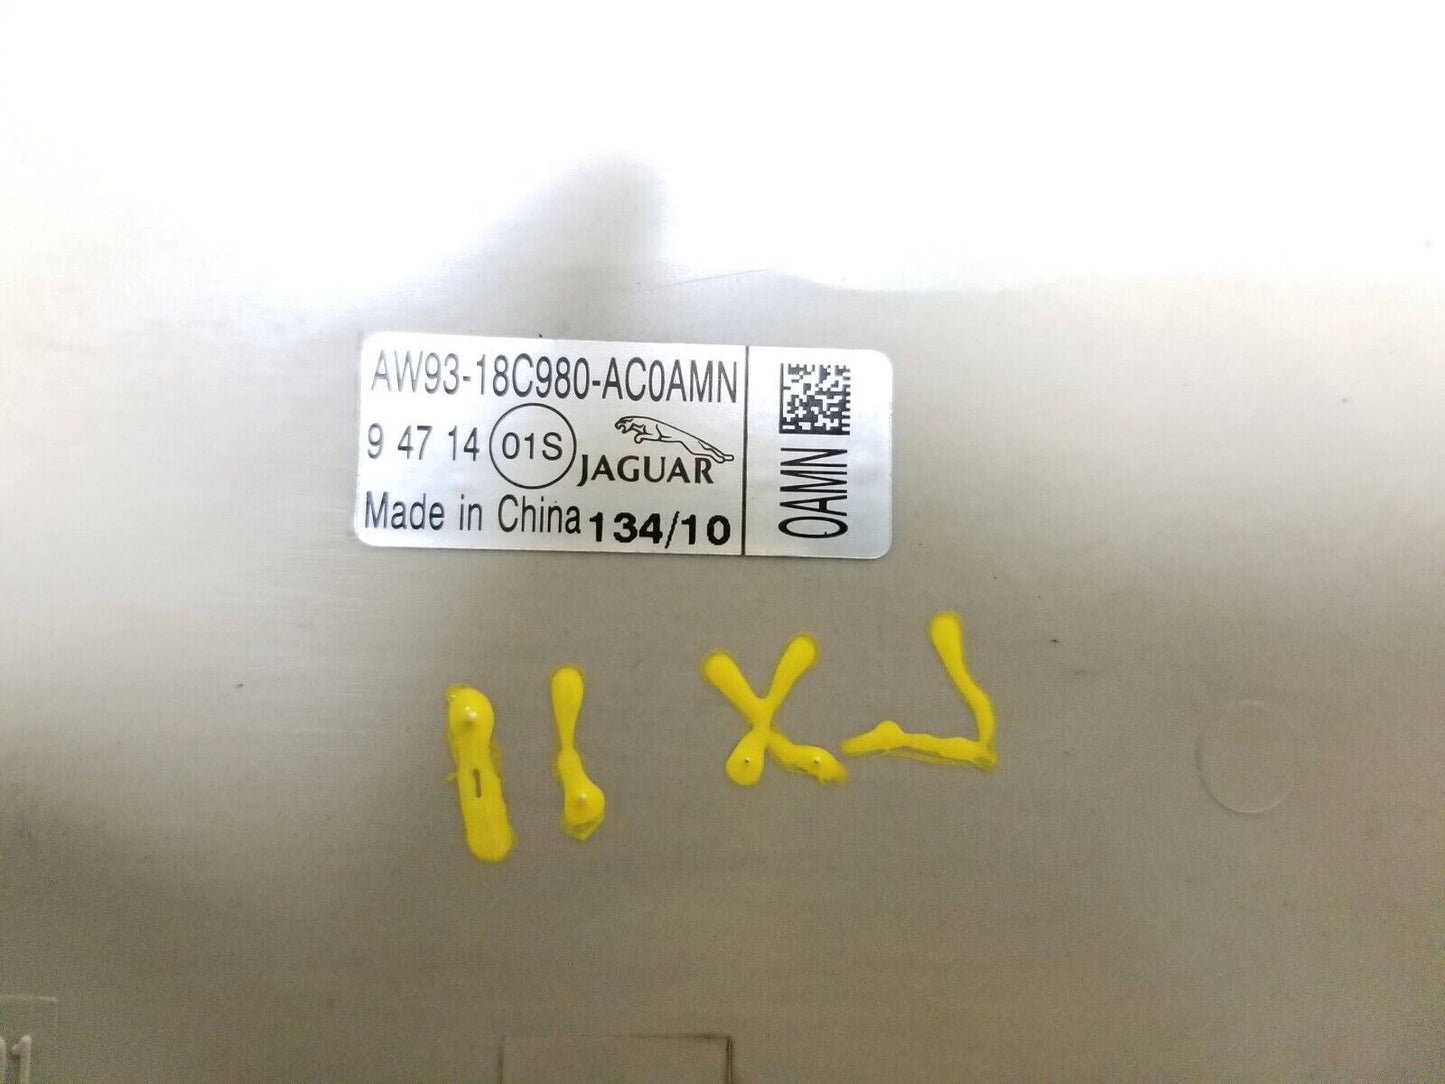 AW93-18C980-AC0AMN
9 47 14 01S JAGUAR
Made in China 134/10
0AMN
11 XJ